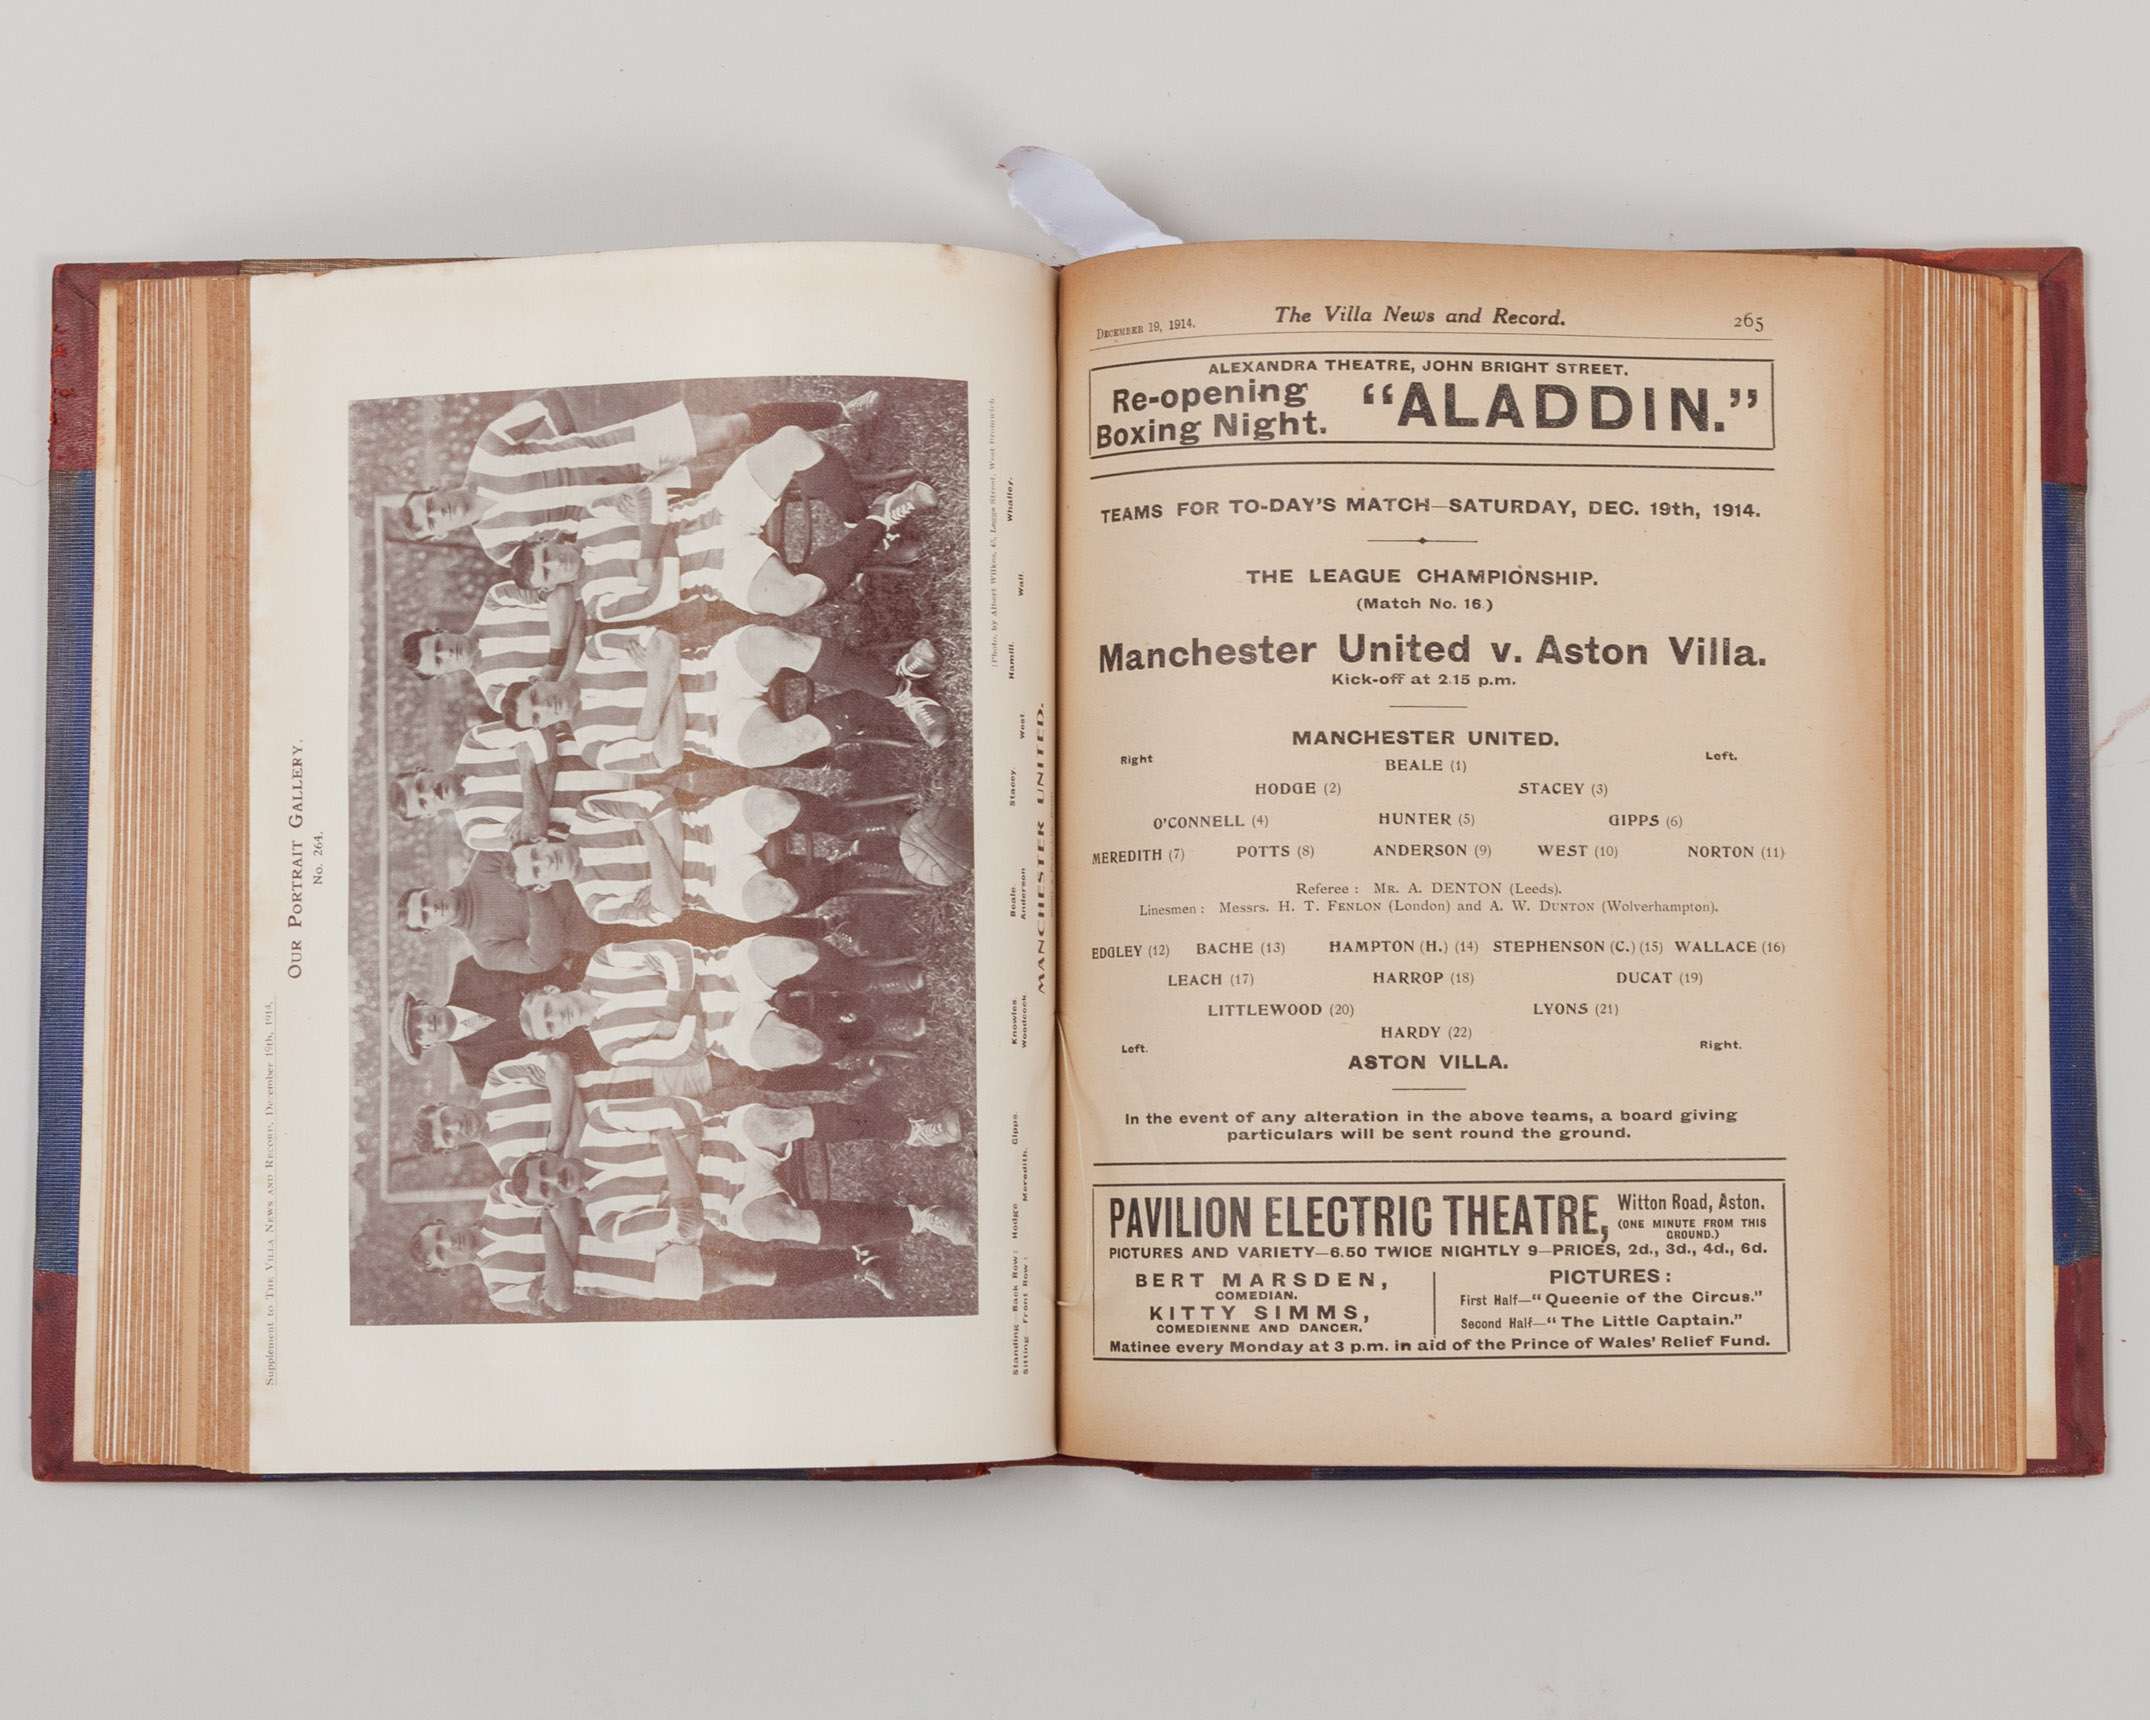 Supplement to THE VILLA NEWS AND RECORD, December 19th, 1914.
OUR PORTRAIT GALLERY.
No. 264.
[Photo. by Albert Wilkes, 45, Legge Street, West Bromwich.
Standing—Back Row: Hodge Gipps. Knowles. Beale. Stacey. Hamill. Whalley.
Sitting—Front Row: Meredith. Woodcock. Anderson West. Wall.
MANCHESTER UNITED.
DECEMBER 19, 1914. The Villa News and Record. 265
ALEXANDRA THEATRE, JOHN BRIGHT STREET.
Re-opening
Boxing Night. "ALADDIN."
TEAMS FOR TO-DAY'S MATCH—SATURDAY, DEC. 19th, 1914.
THE LEAGUE CHAMPIONSHIP.
(Match No. 16.)
Manchester United v. Aston Villa.
Kick-off at 2.15 p.m.
MANCHESTER UNITED.
Right Left.
BEALE (1)
HODGE (2) STACEY (3)
O'CONNELL (4) HUNTER (5) GIPPS (6)
MEREDITH (7) POTTS (8) ANDERSON (9) WEST (10) NORTON (11)
Referee: MR. A. DENTON (Leeds).
Linesmen: Messrs. H. T. FENLON (London) and A. W. DUNTON (Wolverhampton).
EDGLEY (12) BACHE (13) HAMPTON (H.) (14) STEPHENSON (C.) (15) WALLACE (16)
LEACH (17) HARROP (18) DUCAT (19)
LITTLEWOOD (20) LYONS (21)
HARDY (22)
Left. Right.
ASTON VILLA.
In the event of any alteration in the above teams, a board giving
particulars will be sent round the ground.
PAVILION ELECTRIC THEATRE, Witton Road, Aston.
(ONE MINUTE FROM THIS
GROUND.)
PICTURES AND VARIETY—6.50 TWICE NIGHTLY 9—PRICES, 2d., 3d., 4d., 6d.
BERT MARSDEN,
COMEDIAN.
KITTY SIMMS,
COMEDIENNE AND DANCER.
PICTURES:
First Half—"Queenie of the Circus."
Second Half—"The Little Captain."
Matinee every Monday at 3 p.m. in aid of the Prince of Wales' Relief Fund.